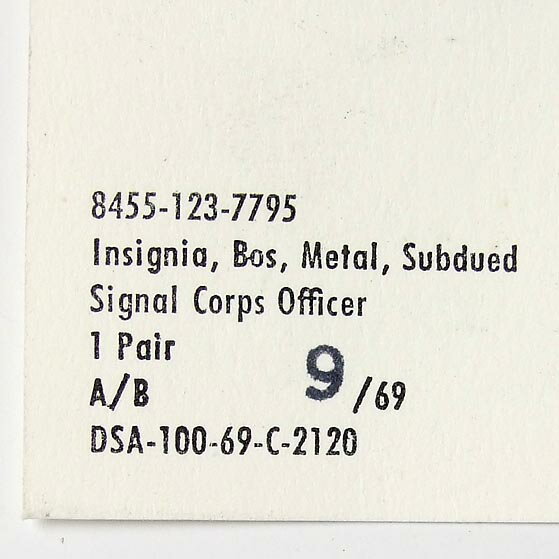 8455-123-7795
Insignia, Bos, Metal, Subdued
Signal Corps Officer
1 Pair
A/B 9/69
DSA-100-69-C-2120